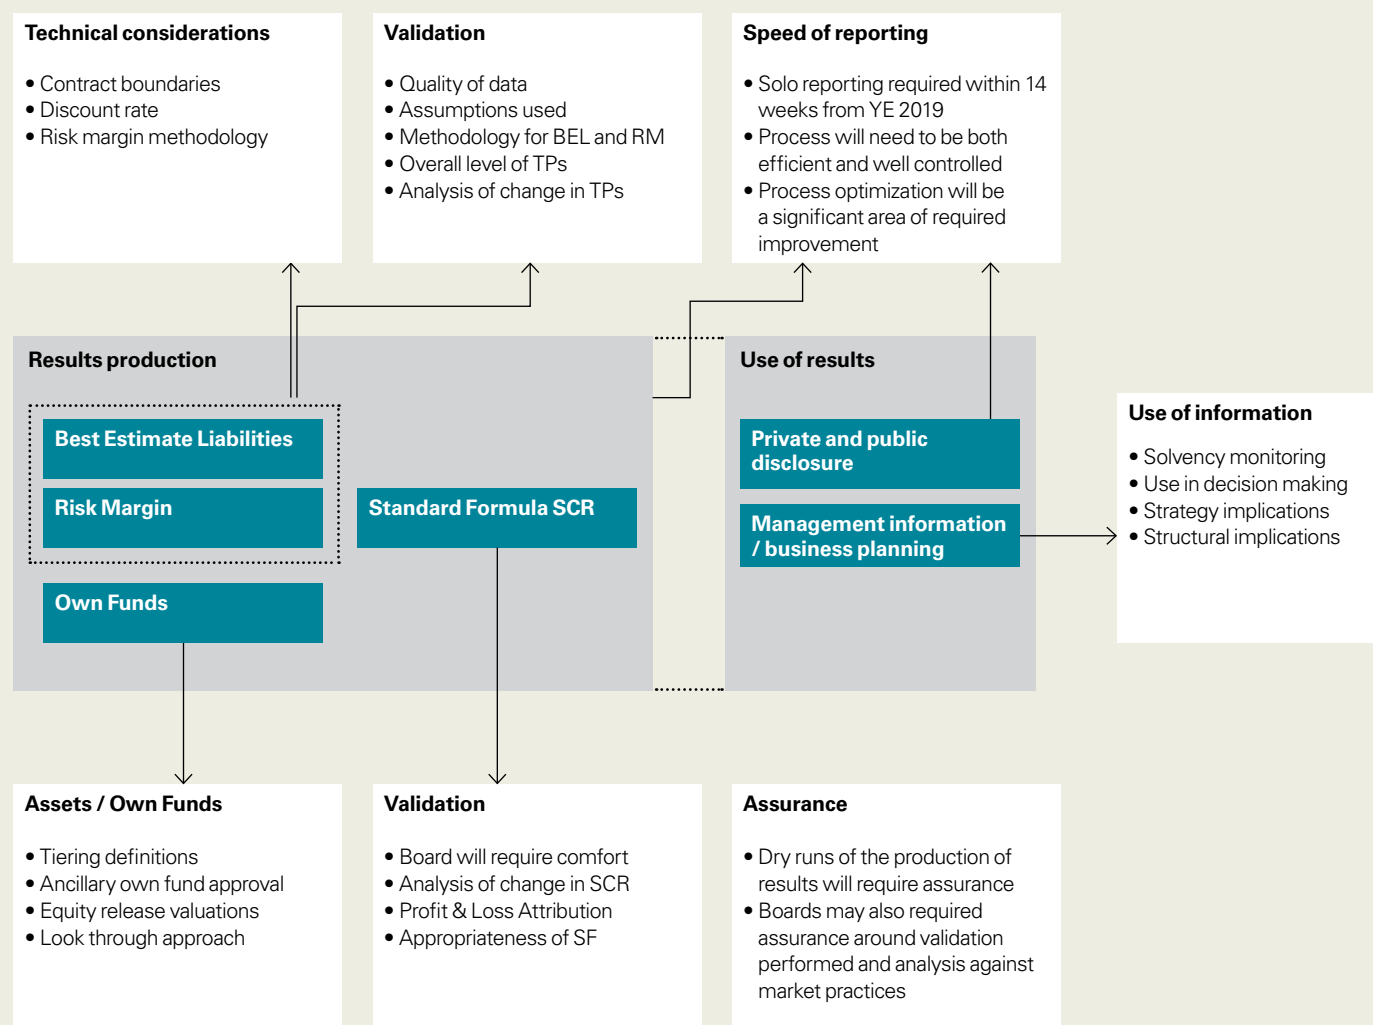 Technical considerations
• Contract boundaries
• Discount rate
• Risk margin methodology
Validation
• Quality of data
• Assumptions used
• Methodology for BEL and RM
• Overall level of TPs
• Analysis of change in TPs
Speed of reporting
• Solo reporting required within 14
weeks from YE 2019
• Process will need to be both
efficient and well controlled
• Process optimization will be
a significant area of required
improvement
Results production
Best Estimate Liabilities
Risk Margin
Own Funds
Standard Formula SCR
Use of results
Private and public
disclosure
Management information
/ business planning
Use of information
• Solvency monitoring
• Use in decision making
• Strategy implications
• Structural implications
Assets / Own Funds
• Tiering definitions
• Ancillary own fund approval
• Equity release valuations
• Look through approach
Validation
• Board will require comfort
• Analysis of change in SCR
• Profit & Loss Attribution
• Appropriateness of SF
Assurance
• Dry runs of the production of
results will require assurance
• Boards may also required
assurance around validation
performed and analysis against
market practices